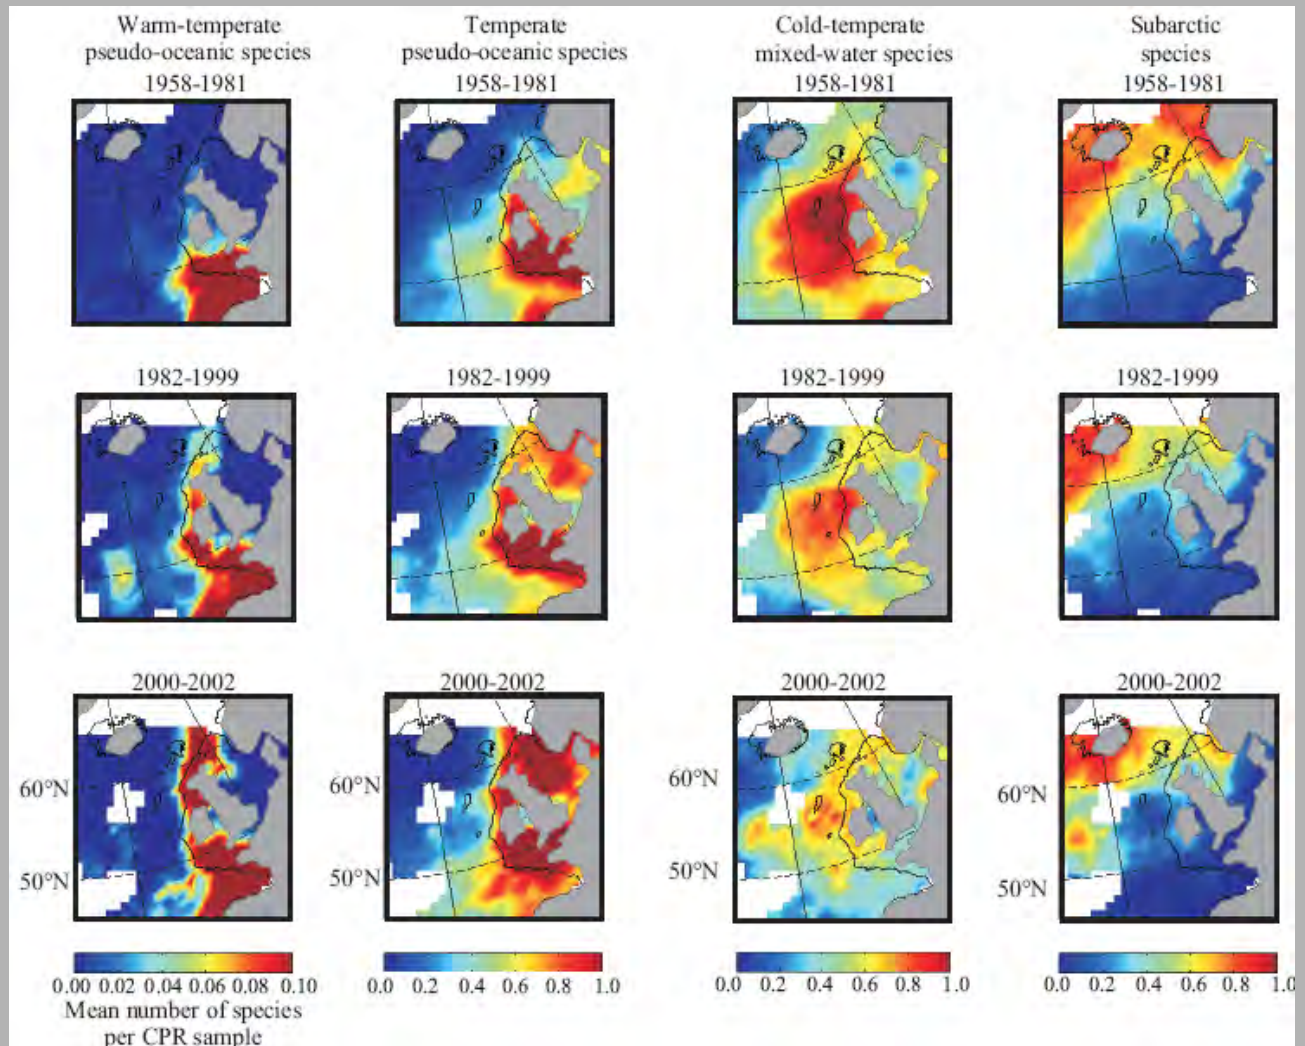 Warm-temperate
pseudo-oceanic species
1958-1981
Temperate
pseudo-oceanic species
1958-1981
Cold-temperate
mixed-water species
1958-1981
Subarctic
species
1958-1981
1982-1999
1982-1999
1982-1999
1982-1999
2000-2002
2000-2002
2000-2002
2000-2002
60°N
50°N
60°N
50°N
60°N
50°N
60°N
50°N
0.00 0.02 0.04 0.06 0.08 0.10
Mean number of species
per CPR sample
0.0 0.2 0.4 0.6 0.8 1.0
0.0 0.2 0.4 0.6 0.8 1.0
0.0 0.2 0.4 0.6 0.8 1.0